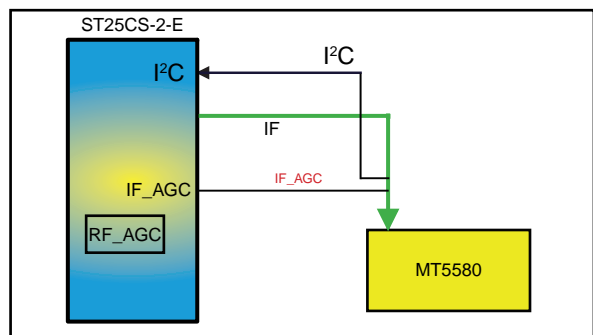 ST25CS-2-E
I²C
I²C
IF
IF_AGC
IF_AGC
RF_AGC
MT5580